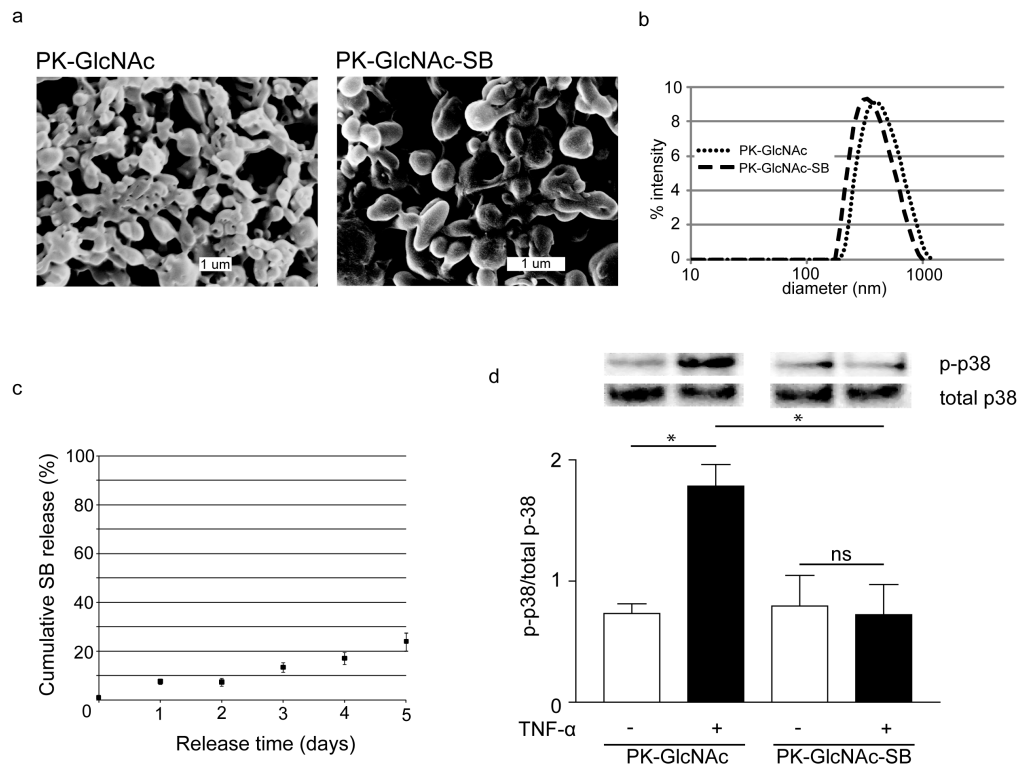 a
PK-GlcNAc
PK-GlcNAc-SB
1 um
1 um
b
10
8
6
4
2
0
% intensity
PK-GlcNAc
PK-GlcNAc-SB
10
100
1000
diameter (nm)
c
Cumulative SB release (%)
100
80
60
40
20
0
1
2
3
4
5
Release time (days)
d
p-p38
total p38
*
*
ns
p-p38/total p-38
2
1
0
TNF-α
-
+
-
+
PK-GlcNAc
PK-GlcNAc-SB